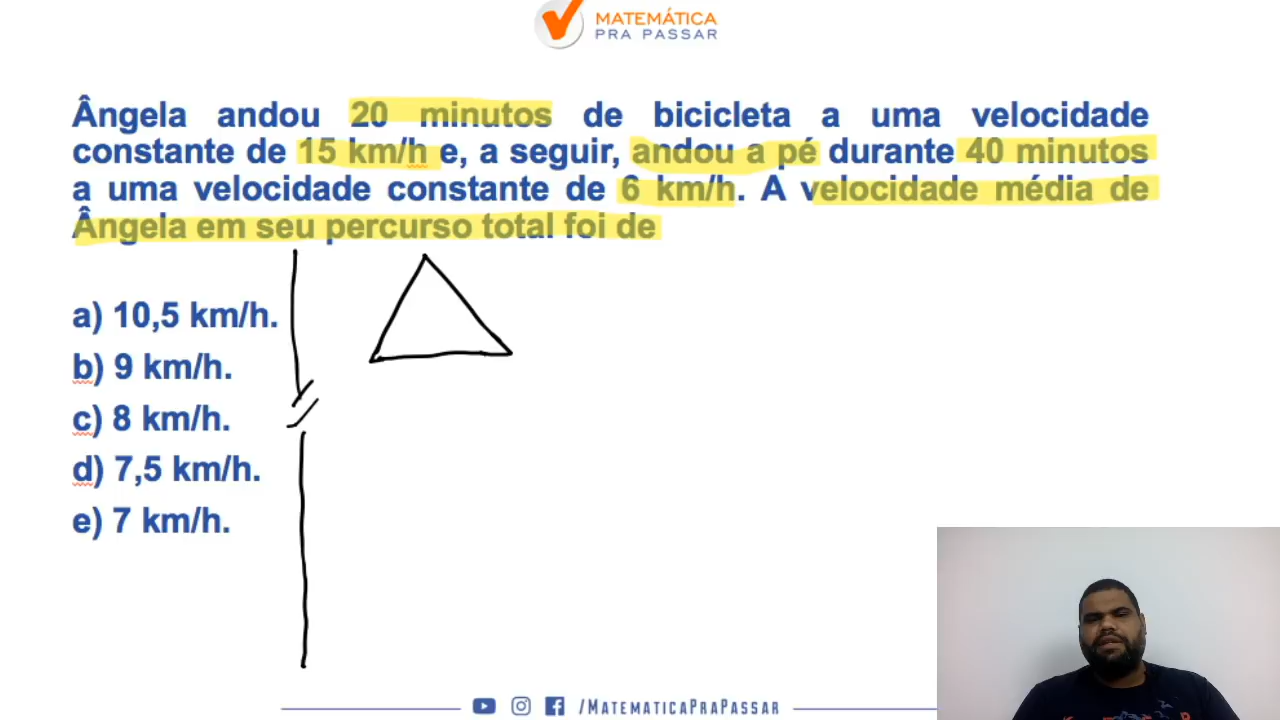 MATEMÁTICA
PRA PASSAR
Ângela andou 20 minutos de bicicleta a uma velocidade
constante de 15 km/h e, a seguir, andou a pé durante 40 minutos
a uma velocidade constante de 6 km/h. A velocidade média de
Ângela em seu percurso total foi de
a) 10,5 km/h.
b) 9 km/h.
c) 8 km/h.
d) 7,5 km/h.
e) 7 km/h.
/MATEMATICAPRAPASSAR